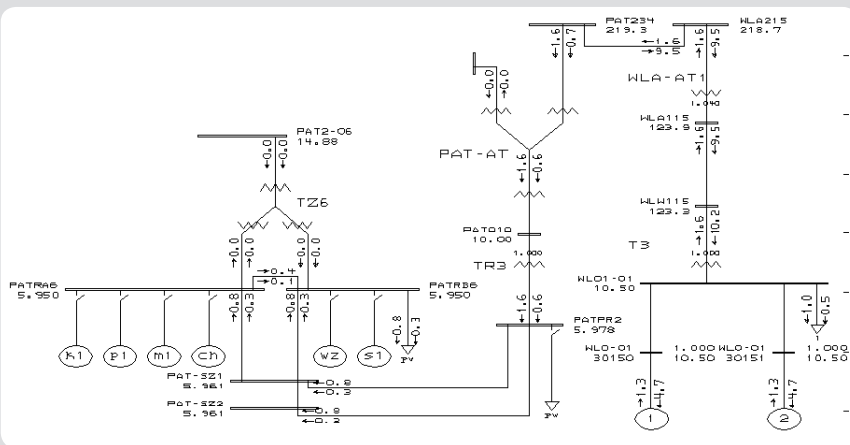 PAT234
219.3
WLA215
218.7
←1.6
→9.5
←1.6
0.7
1.6
9.5
←0.0
→0.0
WLA-AT1
1.040
WLA115
123.9
←1.6
→9.5
PAT2-06
14.88
←0.0
←0.0
PAT-AT
←1.6
→0.6
TZ6
WLW115
123.3
←1.6
→10.2
PAT010
10.00
1.000
TR3
T3
1.008
→0.0
→0.0
←0.0
←0.0
→0.4
→0.1
PATRA6
5.950
PATRB6
5.950
→0.8
→0.3
→0.8
→0.3
←0.8
←0.3
pw
K1
p1
m1
ch
wz
s1
←1.6
→0.6
PATPR2
5.978
pw
WLO1-01
10.50
←1.0
←0.5
1
PAT-SZ1
5.961
←0.8
←0.3
PAT-SZ2
5.961
←0.8
←0.2
WLO-01
30150
1.000
10.50
WLO-01
30151
1.000
10.50
→1.3
←4.7
→1.3
←4.7
1
2